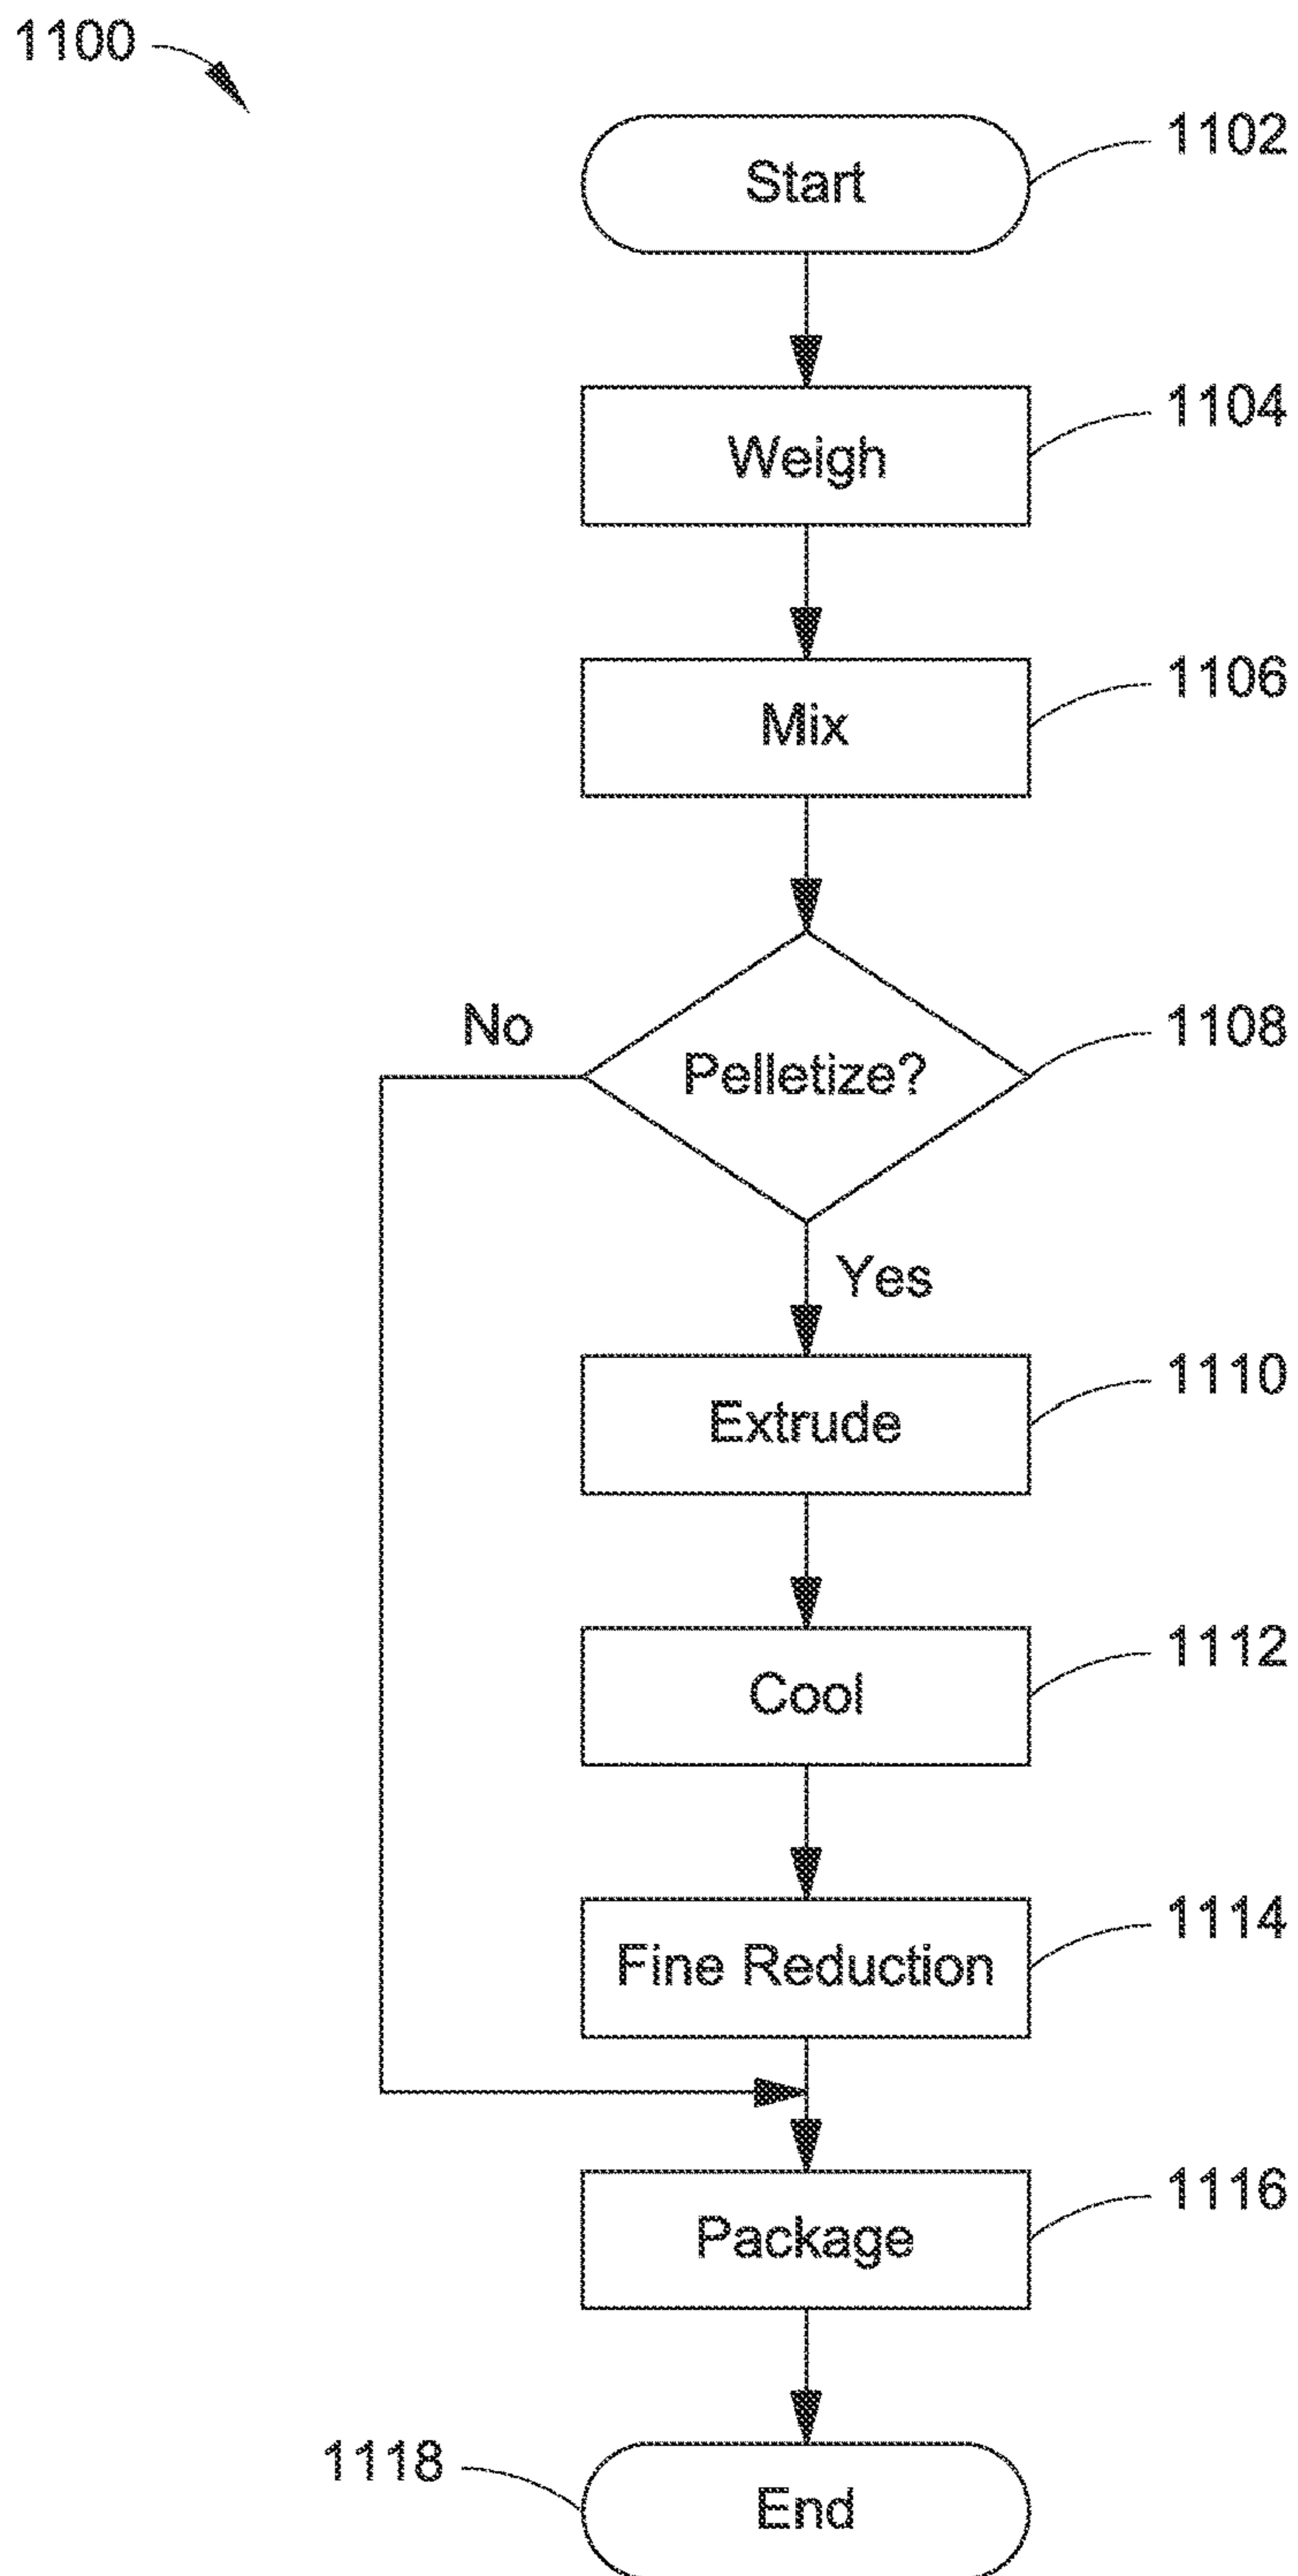 1100
Start
1102
Weigh
1104
Mix
1106
Pelletize?
1108
No
Yes
Extrude
1110
Cool
1112
Fine Reduction
1114
Package
1116
1118
End